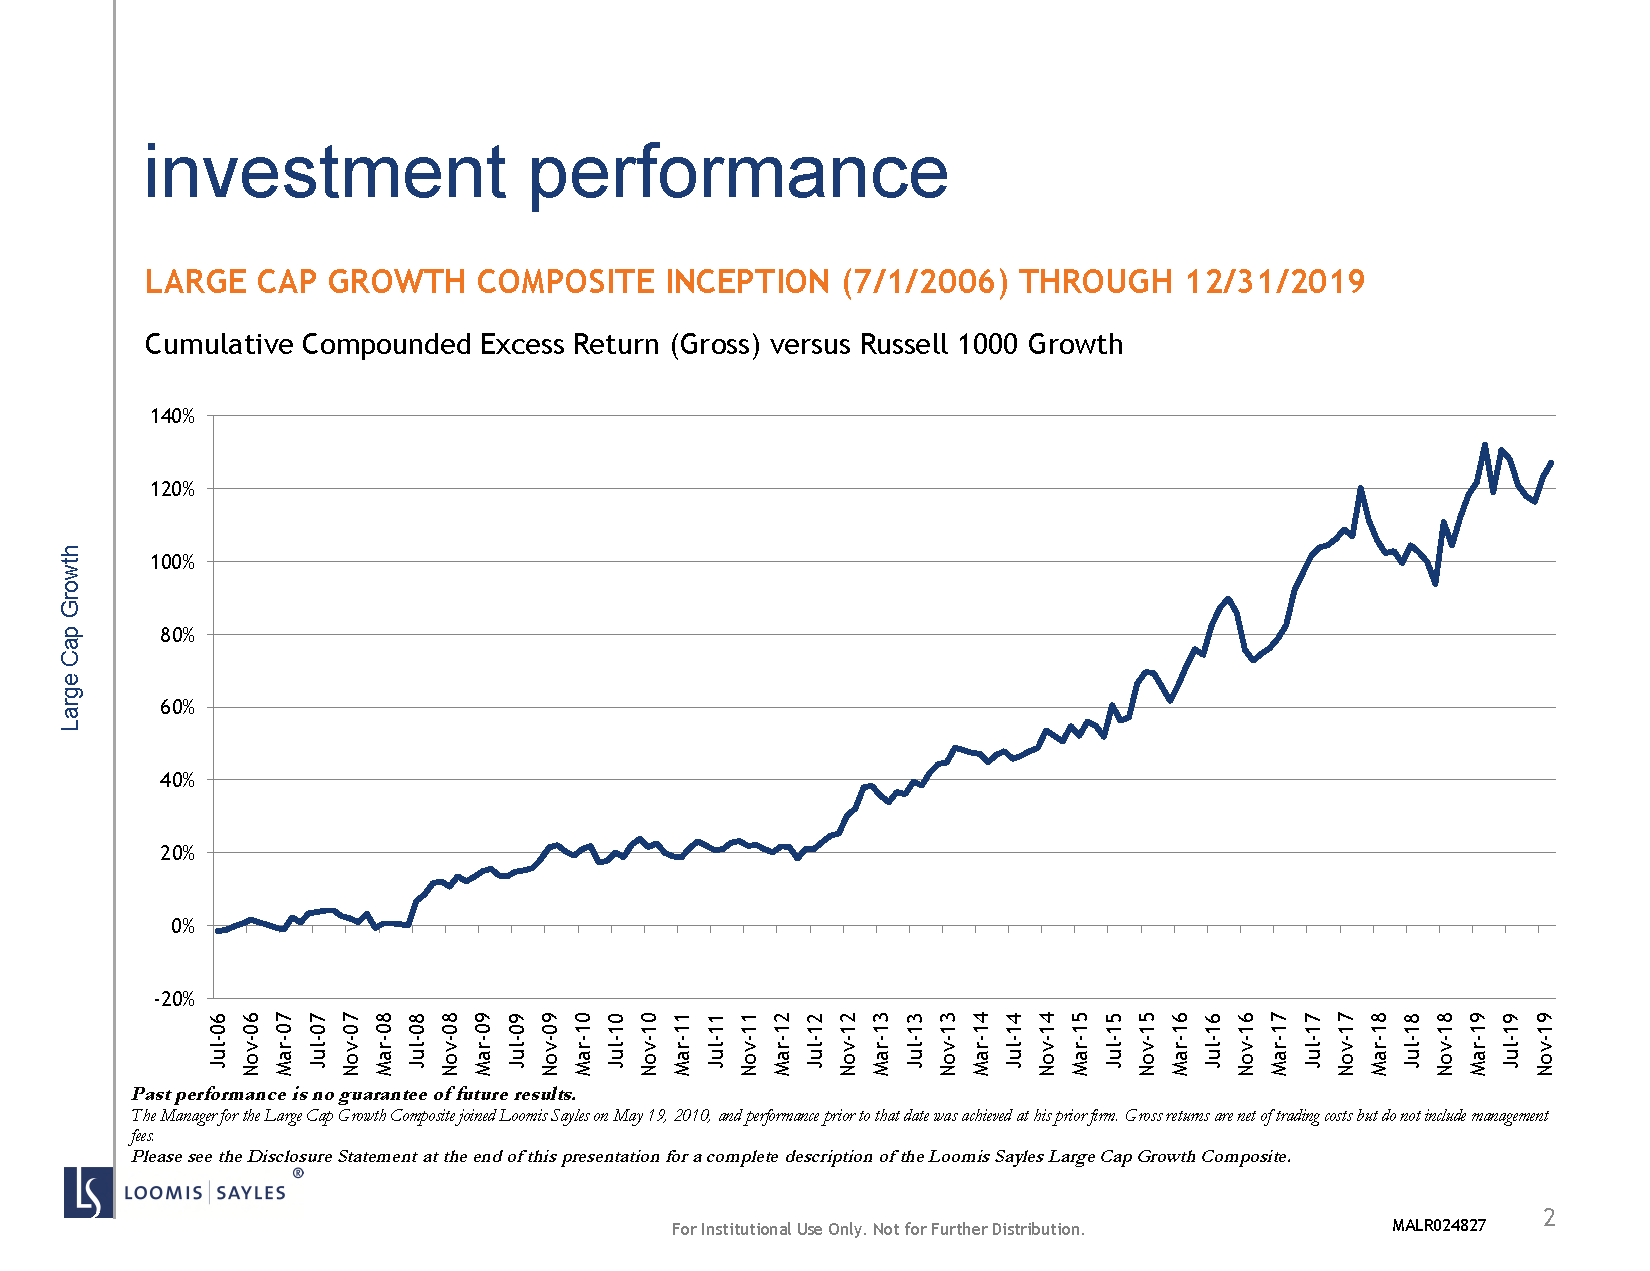 investment performance
LARGE CAP GROWTH COMPOSITE INCEPTION (7/1/2006) THROUGH 12/31/2019
Cumulative Compounded Excess Return (Gross) versus Russell 1000 Growth
Large Cap Growth
140%
120%
100%
80%
60%
40%
20%
0%
-20%
Jul-06
Nov-06
Mar-07
Jul-07
Nov-07
Mar-08
Jul-08
Nov-08
Mar-09
Jul-09
Nov-09
Mar-10
Jul-10
Nov-10
Mar-11
Jul-11
Nov-11
Mar-12
Jul-12
Nov-12
Mar-13
Jul-13
Nov-13
Mar-14
Jul-14
Nov-14
Mar-15
Jul-15
Nov-15
Mar-16
Jul-16
Nov-16
Mar-17
Jul-17
Nov-17
Mar-18
Jul-18
Nov-18
Mar-19
Jul-19
Nov-19
Past performance is no guarantee of future results.
The Manager for the Large Cap Growth Composite joined Loomis Sayles on May 19, 2010, and performance prior to that date was achieved at his prior firm. Gross returns are net of trading costs but do not include management
fees.
Please see the Disclosure Statement at the end of this presentation for a complete description of the Loomis Sayles Large Cap Growth Composite.
LS LOOMIS | SAYLES ®
For Institutional Use Only. Not for Further Distribution.
MALR024827
2